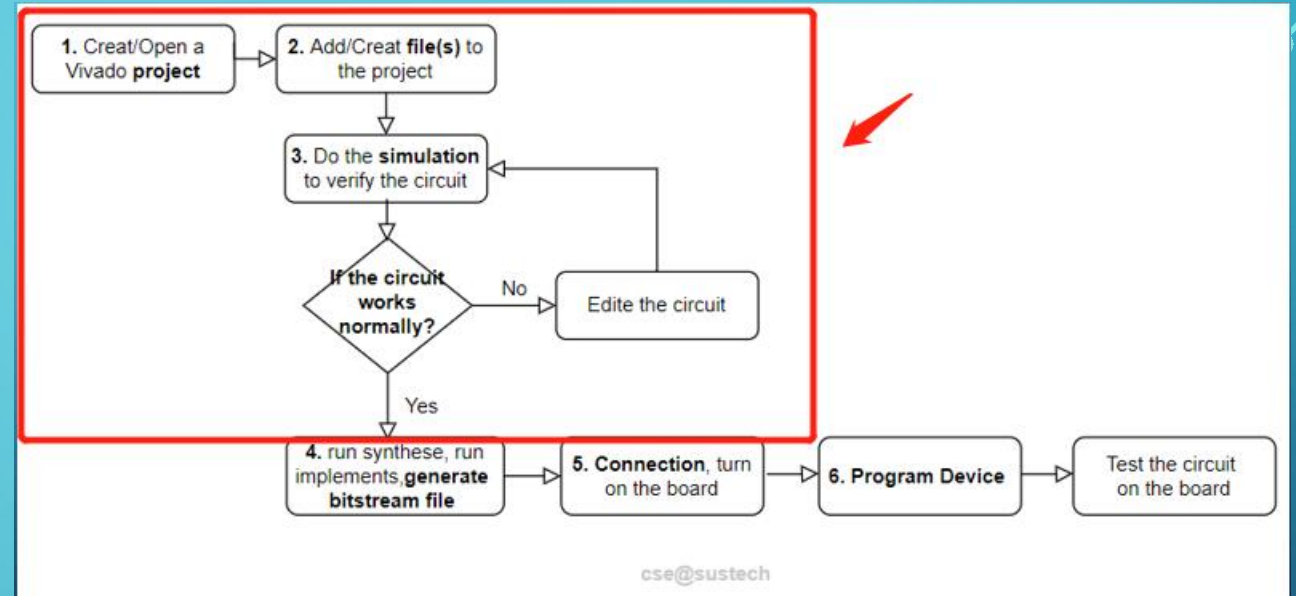 1. Creat/Open a
Vivado project
2. Add/Creat file(s) to
the project
3. Do the simulation
to verify the circuit
If the circuit
works
normally?
No
Edite the circuit
Yes
4. run synthese, run
implements,generate
bitstream file
5. Connection, turn
on the board
6. Program Device
Test the circuit
on the board
cse@sustech